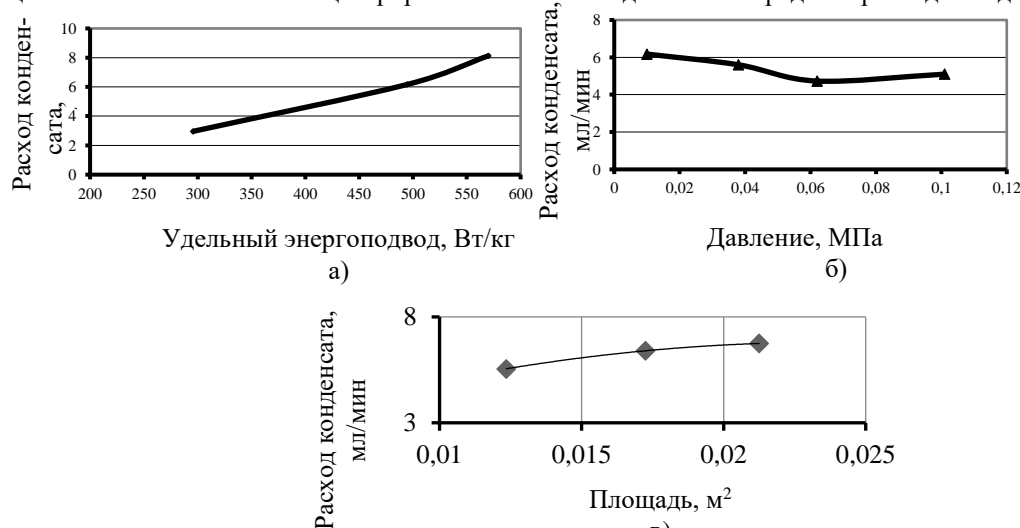 Расход конден-
сата,
10
8
6
4
2
0
200 250 300 350 400 450 500 550 600
Удельный энергоподвод, Вт/кг
а)
Расход конденсата,
мл/мин
8
6
4
2
0
0 0,02 0,04 0,06 0,08 0,1 0,12
Давление, МПа
б)
Расход конденсата,
мл/мин
8
3
0,01 0,015 0,02 0,025
Площадь, м²